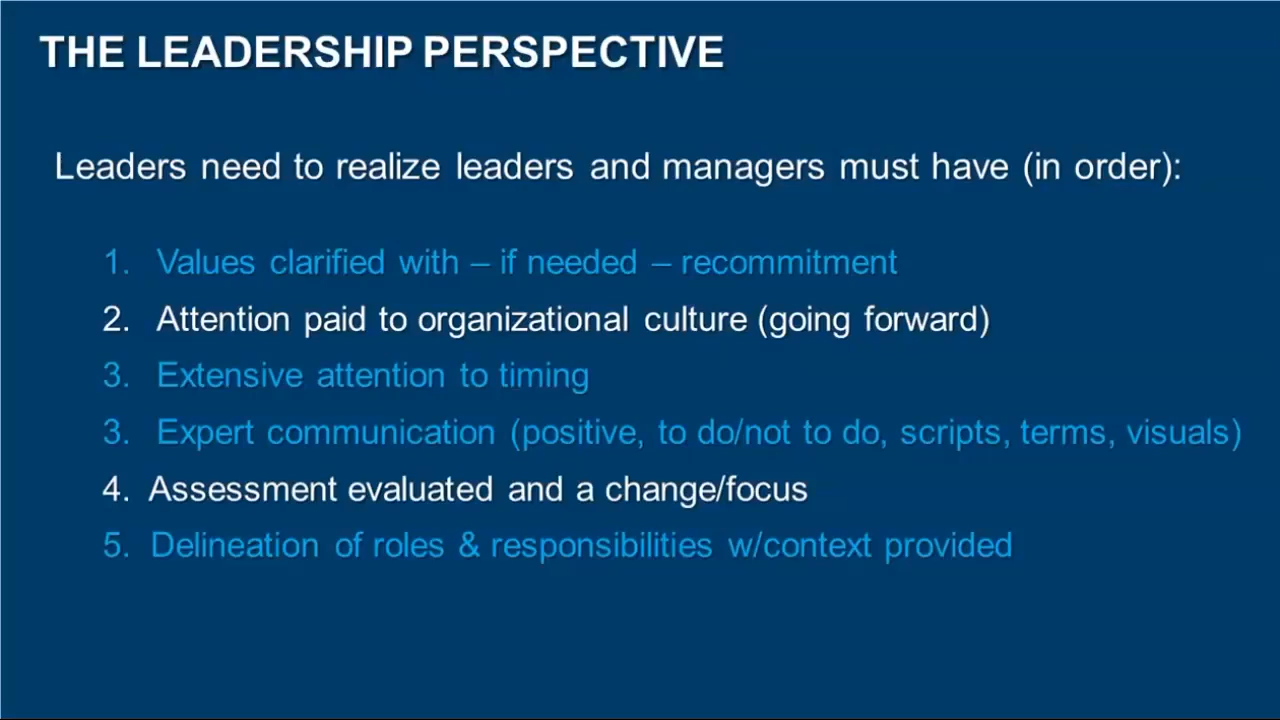 THE LEADERSHIP PERSPECTIVE
Leaders need to realize leaders and managers must have (in order):
1. Values clarified with – if needed – recommitment
2. Attention paid to organizational culture (going forward)
3. Extensive attention to timing
3. Expert communication (positive, to do/not to do, scripts, terms, visuals)
4. Assessment evaluated and a change/focus
5. Delineation of roles & responsibilities w/context provided